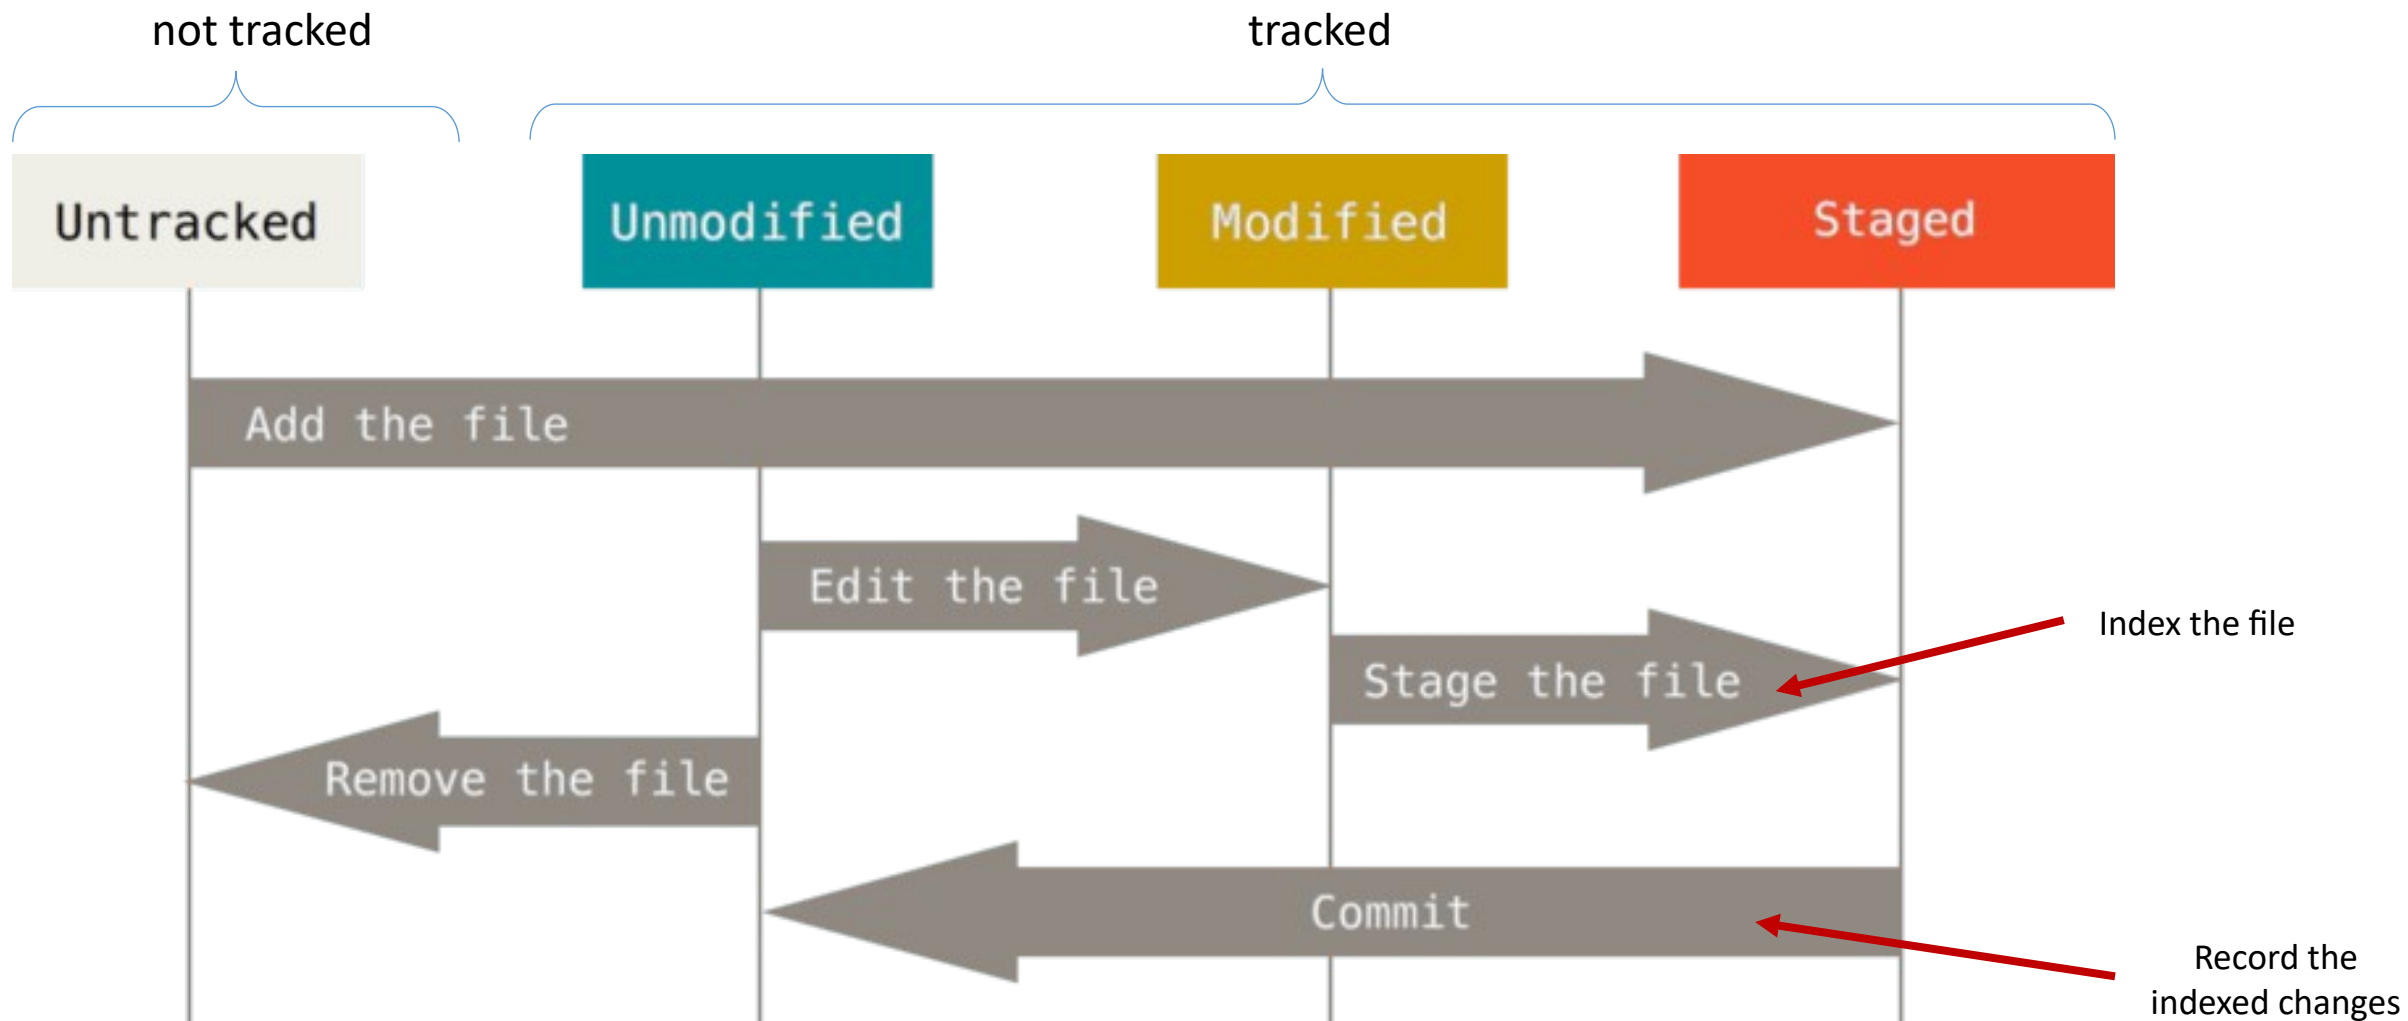 not tracked
tracked
Untracked
Unmodified
Modified
Staged
Add the file
Edit the file
Index the file
Stage the file
Remove the file
Commit
Record the
indexed changes